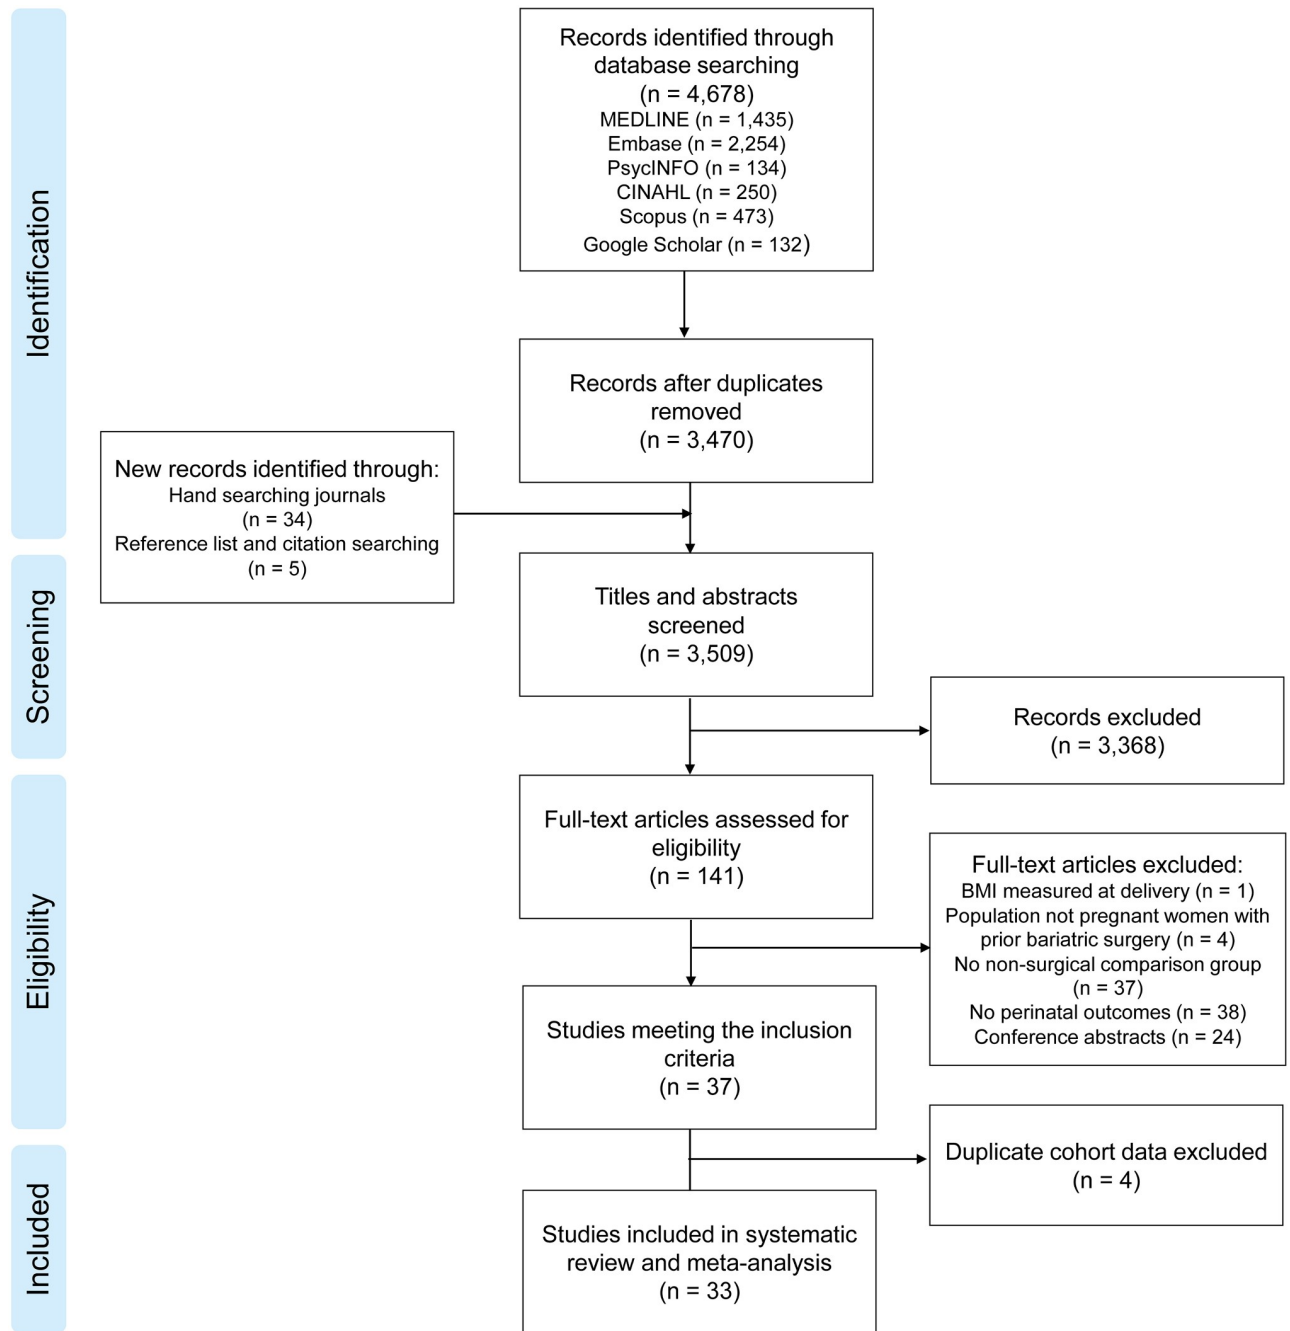 Identification
Records identified through
database searching
(n = 4,678)
MEDLINE (n = 1,435)
Embase (n = 2,254)
PsycINFO (n = 134)
CINAHL (n = 250)
Scopus (n = 473)
Google Scholar (n = 132)
Records after duplicates
removed
(n = 3,470)
New records identified through:
Hand searching journals
(n = 34)
Reference list and citation searching
(n = 5)
Screening
Titles and abstracts
screened
(n = 3,509)
Records excluded
(n = 3,368)
Eligibility
Full-text articles assessed for
eligibility
(n = 141)
Full-text articles excluded:
BMI measured at delivery (n = 1)
Population not pregnant women with
prior bariatric surgery (n = 4)
No non-surgical comparison group
(n = 37)
No perinatal outcomes (n = 38)
Conference abstracts (n = 24)
Studies meeting the inclusion
criteria
(n = 37)
Duplicate cohort data excluded
(n = 4)
Included
Studies included in systematic
review and meta-analysis
(n = 33)